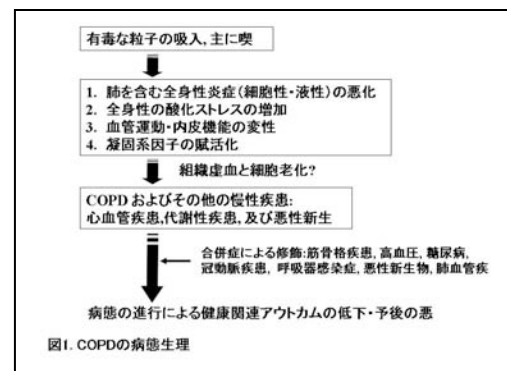 有毒な粒子の吸入,主に喫
1. 肺を含む全身性炎症(細胞性・液性)の悪化
2. 全身性の酸化ストレスの増加
3. 血管運動・内皮機能の変性
4. 凝固系因子の賦活化
組織虚血と細胞老化?
COPD およびその他の慢性疾患:
心血管疾患,代謝性疾患,及び悪性新生
合併症による修飾:筋骨格疾患,高血圧,糖尿病,
冠動脈疾患, 呼吸器感染症,悪性新生物,肺血管疾
病態の進行による健康関連アウトカムの低下・予後の悪
図1. COPDの病態生理